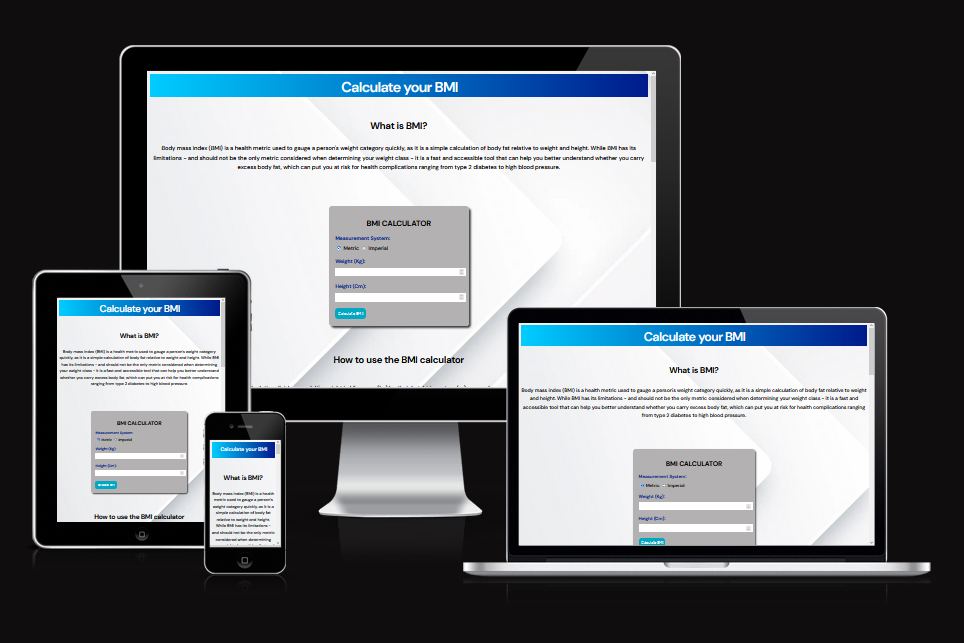 Calculate your BMI
What is BMI?
Body mass index (BMI) is a health metric used to gauge a person's weight category quickly, as it is a simple calculation of body fat relative to weight and height. While BMI has its
limitations - and should not be the only metric considered when determining your weight class - it is a fast and accessible tool that can help you better understand whether you carry
excess body fat, which can put you at risk for health complications ranging from type 2 diabetes to high blood pressure.
BMI CALCULATOR
Measurement System:
Metric Imperial
Weight (Kg):
Height (Cm):
Calculate BMI
How to use the BMI calculator
Calculate your BMI
What is BMI?
Body mass index (BMI) is a health metric used to gauge a person's weight category
quickly, as it is a simple calculation of body fat relative to weight and height. While BMI
has its limitations - and should not be the only metric considered when determining
your weight class - it is a fast and accessible tool that can help you better understand
whether you carry excess body fat, which can put you at risk for health complications
ranging from type 2 diabetes to high blood pressure.
BMI CALCULATOR
Measurement System:
Metric Imperial
Weight (Kg):
Height (Cm):
Calculate BMI
How to use the BMI calculator
Calculate your BMI
What is BMI?
Body mass index (BMI) is a health
metric used to gauge a person's
weight category quickly, as it is a
simple calculation of body fat
relative to weight and height.
While BMI has its limitations -
and should not be the only metric
considered when determining
Calculate your BMI
What is BMI?
Body mass index (BMI) is a health metric used to gauge a person's weight category quickly, as it is a simple calculation of body fat relative to weight
and height. While BMI has its limitations - and should not be the only metric considered when determining your weight class - it is a fast and
accessible tool that can help you better understand whether you carry excess body fat, which can put you at risk for health complications ranging
from type 2 diabetes to high blood pressure.
BMI CALCULATOR
Measurement System:
Metric Imperial
Weight (Kg):
Height (Cm):
Calculate BMI